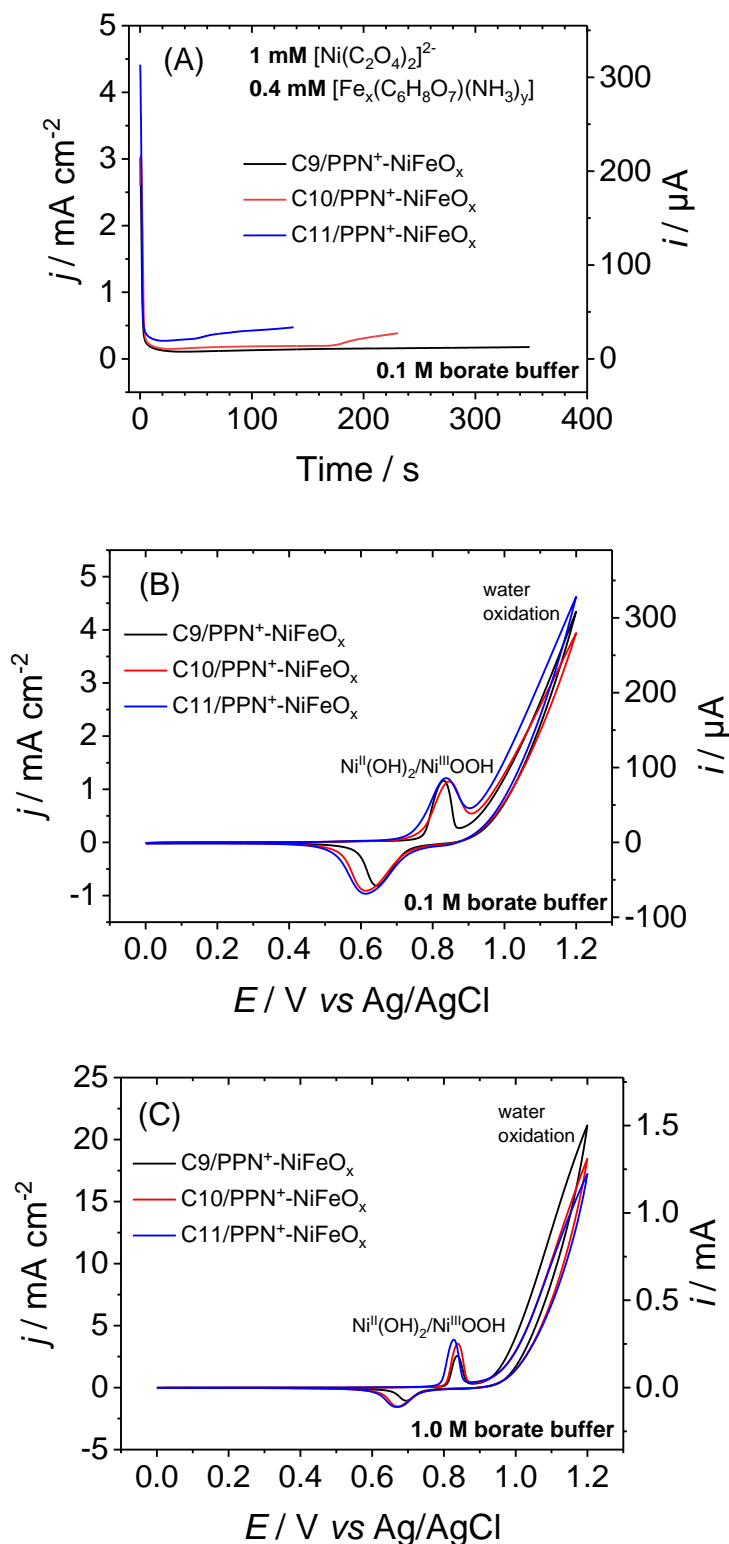 (A)
1 mM [Ni(C₂O₄)₂]²⁻
0.4 mM [Feₓ(C₆H₈O₇)(NH₃)ᵧ]
C9/PPN⁺-NiFeOₓ
C10/PPN⁺-NiFeOₓ
C11/PPN⁺-NiFeOₓ
0.1 M borate buffer
j / mA cm⁻²
5
4
3
2
1
0
i / µA
300
200
100
0
0 100 200 300 400
Time / s
(B)
water
oxidation
C9/PPN⁺-NiFeOₓ
C10/PPN⁺-NiFeOₓ
C11/PPN⁺-NiFeOₓ
Niᴵᴵ(OH)₂/NiᴵᴵᴵOOH
0.1 M borate buffer
j / mA cm⁻²
5
4
3
2
1
0
-1
i / µA
300
200
100
0
-100
0.0 0.2 0.4 0.6 0.8 1.0 1.2
E / V vs Ag/AgCl
(C)
water
oxidation
C9/PPN⁺-NiFeOₓ
C10/PPN⁺-NiFeOₓ
C11/PPN⁺-NiFeOₓ
Niᴵᴵ(OH)₂/NiᴵᴵᴵOOH
1.0 M borate buffer
j / mA cm⁻²
25
20
15
10
5
0
-5
i / mA
1.5
1.0
0.5
0.0
0.0 0.2 0.4 0.6 0.8 1.0 1.2
E / V vs Ag/AgCl